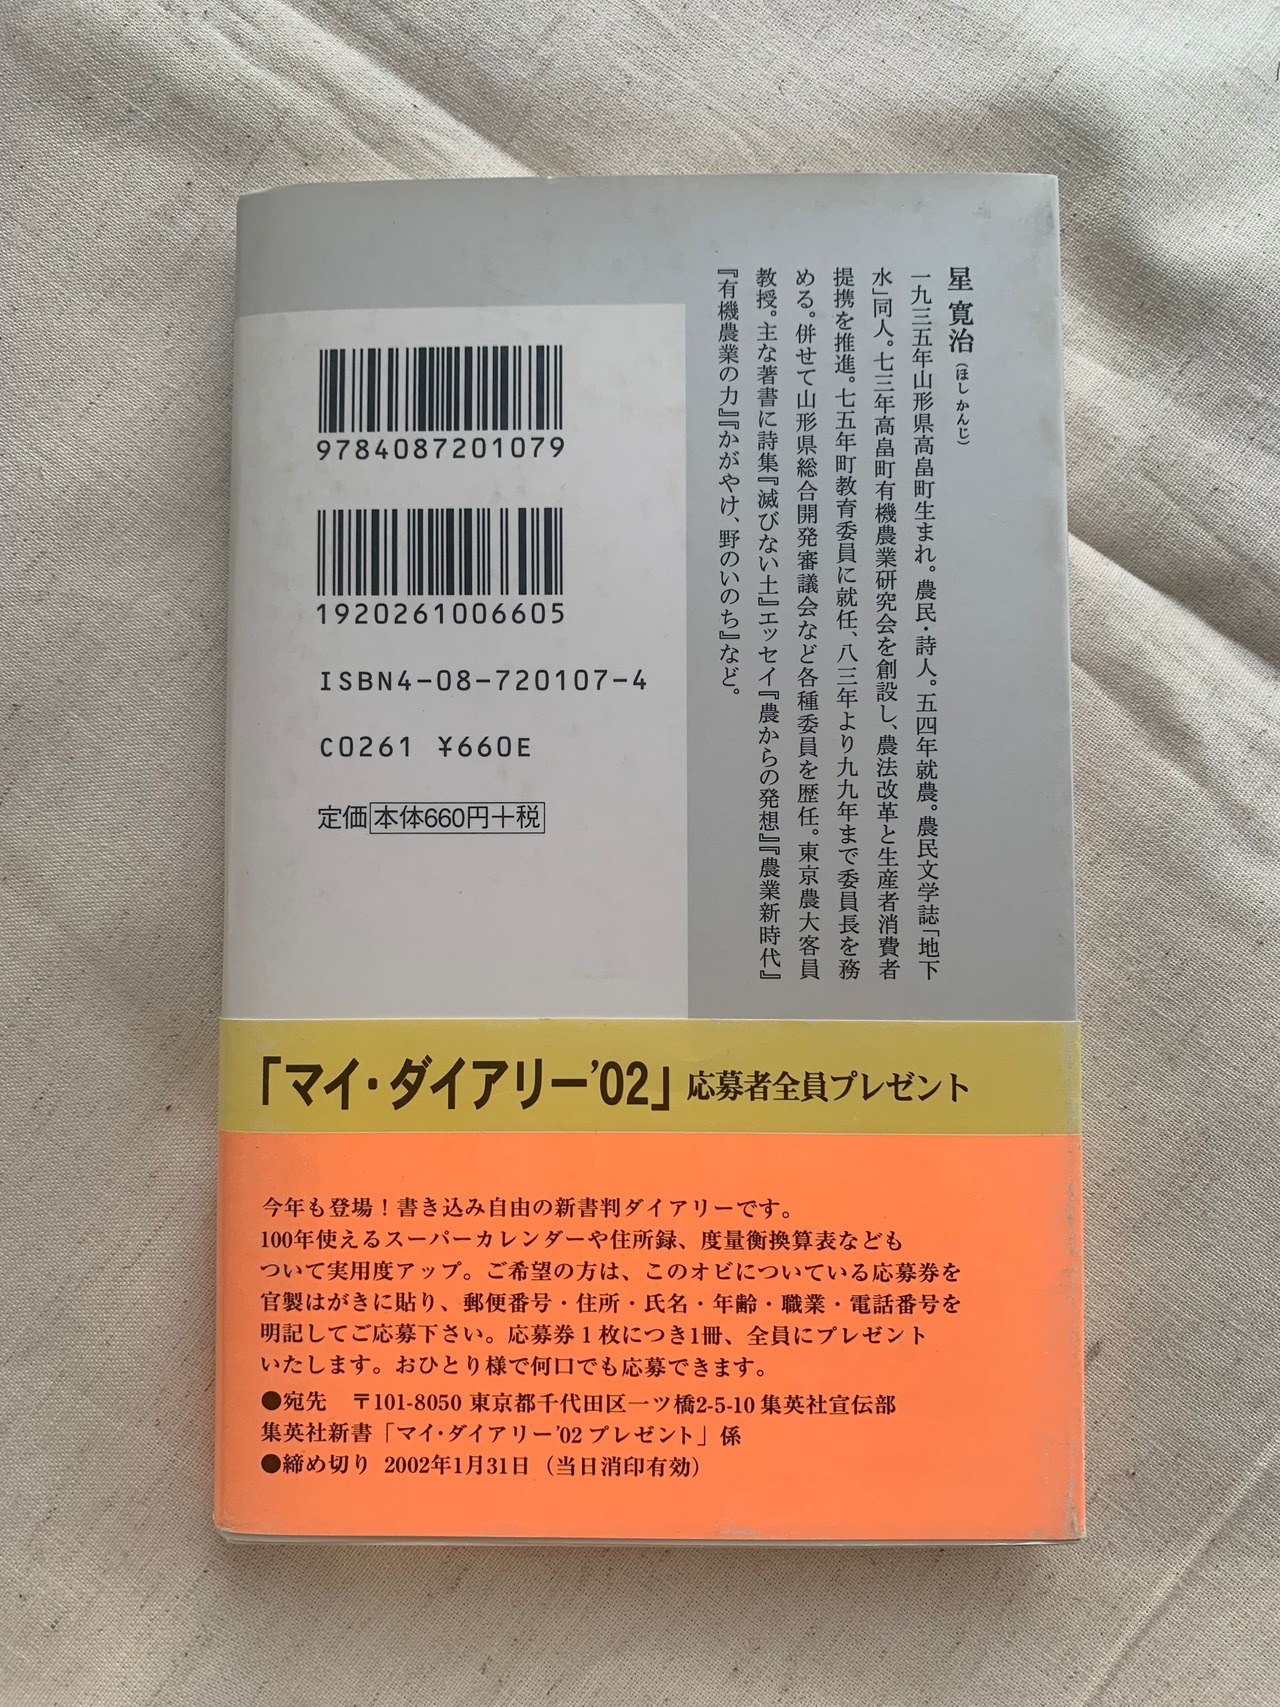 星 寛治(ほし かんじ)
一九三五年山形県高畠町生まれ。農民・詩人。五四年就農。農民文学誌「地下
水」同人。七三年高畠町有機農業研究会を創設し、農法改革と生産者消費者
提携を推進。七五年町教育委員に就任、八三年より九九年まで委員長を務
める。併せて山形県総合開発審議会など各種委員を歴任。東京農大客員
教授。主な著書に詩集『滅びない土』エッセイ『農からの発想』『農業新時代』
『有機農業の力』『かがやけ、野のいのち』など。
9784087201079
1920261006605
ISBN4-08-720107-4
C0261 ¥660E
定価 本体660円+税
「マイ・ダイアリー'02」応募者全員プレゼント
今年も登場!書き込み自由の新書判ダイアリーです。
100年使えるスーパーカレンダーや住所録、度量衡換算表なども
ついて実用度アップ。ご希望の方は、このオビについている応募券を
官製はがきに貼り、郵便番号・住所・氏名・年齢・職業・電話番号を
明記してご応募下さい。応募券1枚につき1冊、全員にプレゼント
いたします。おひとり様で何口でも応募できます。
●宛先 〒101-8050 東京都千代田区一ツ橋2-5-10 集英社宣伝部
集英社新書「マイ・ダイアリー'02 プレゼント」係
●締め切り 2002年1月31日(当日消印有効)